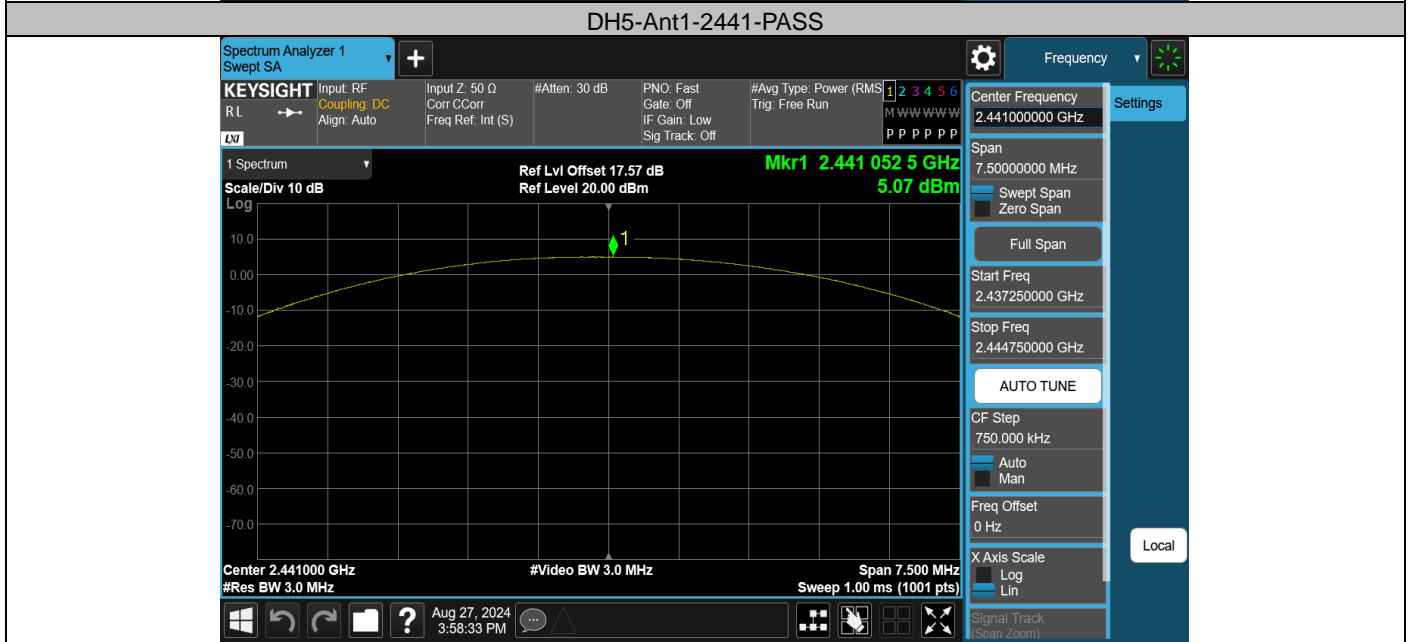 DH5-Ant1-2441-PASS
Spectrum Analyzer 1
Swept SA
Frequency
KEYSIGHT
RL
LXI
Input: RF
Coupling: DC
Align: Auto
Input Z: 50 Ω
Corr CCorr
Freq Ref: Int (S)
#Atten: 30 dB
PNO: Fast
Gate: Off
IF Gain: Low
Sig Track: Off
#Avg Type: Power (RMS
Trig: Free Run
1 2 3 4 5 6
M W W W W W
P P P P P P
1 Spectrum
Scale/Div 10 dB
Log
Ref Lvl Offset 17.57 dB
Ref Level 20.00 dBm
Mkr1 2.441 052 5 GHz
5.07 dBm
1
10.0
0.00
-10.0
-20.0
-30.0
-40.0
-50.0
-60.0
-70.0
Center 2.441000 GHz
#Res BW 3.0 MHz
#Video BW 3.0 MHz
Span 7.500 MHz
Sweep 1.00 ms (1001 pts)
Center Frequency
2.441000000 GHz
Settings
Span
7.50000000 MHz
Swept Span
Zero Span
Full Span
Start Freq
2.437250000 GHz
Stop Freq
2.444750000 GHz
AUTO TUNE
CF Step
750.000 kHz
Auto
Man
Freq Offset
0 Hz
Local
X Axis Scale
Log
Lin
Signal Track
(Span Zoom)
?
Aug 27, 2024
3:58:33 PM